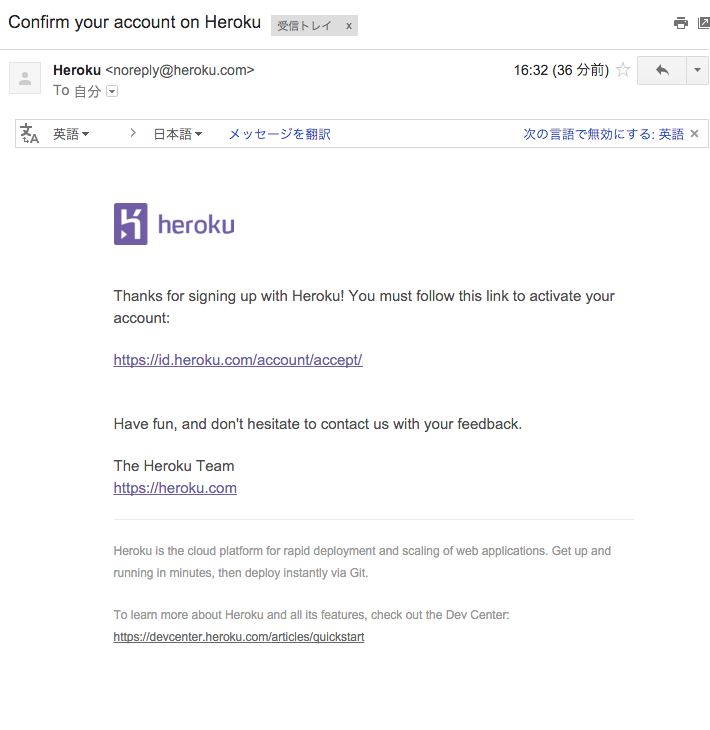 Confirm your account on Heroku 受信トレイ x
Heroku <noreply@heroku.com> 16:32 (36 分前)
To 自分
文A 英語 日本語 メッセージを翻訳 次の言語で無効にする: 英語 ×
heroku
Thanks for signing up with Heroku! You must follow this link to activate your
account:
https://id.heroku.com/account/accept/
Have fun, and don't hesitate to contact us with your feedback.
The Heroku Team
https://heroku.com
Heroku is the cloud platform for rapid deployment and scaling of web applications. Get up and
running in minutes, then deploy instantly via Git.
To learn more about Heroku and all its features, check out the Dev Center:
https://devcenter.heroku.com/articles/quickstart